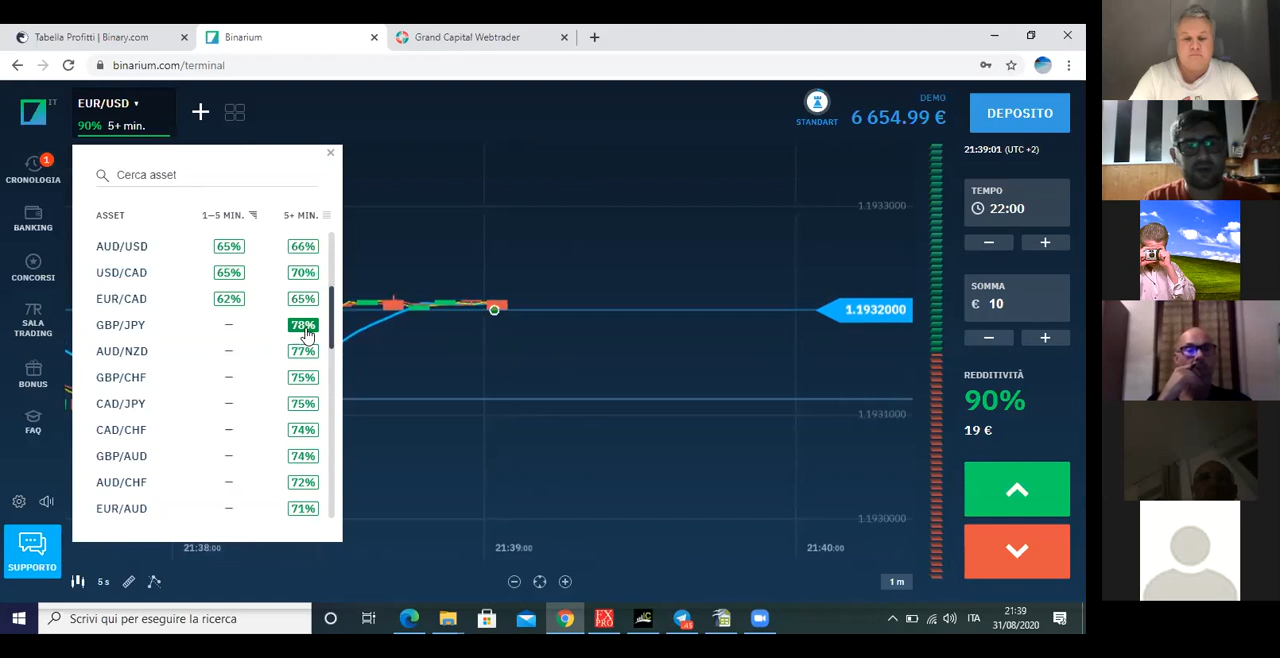 Tabella Profitti | Binary.com
Binarium
Grand Capital Webtrader
binarium.com/terminal
IT
EUR/USD
90% 5+ min.
STANDART
DEMO
6 654.99 €
DEPOSITO
21:39:01 (UTC +2)
1
CRONOLOGIA
BANKING
CONCORSI
7R
SALA
TRADING
BONUS
FAQ
SUPPORTO
Cerca asset
ASSET 1–5 MIN. 5+ MIN.
AUD/USD 65% 66%
USD/CAD 65% 70%
EUR/CAD 62% 65%
GBP/JPY – 78%
AUD/NZD – 77%
GBP/CHF – 75%
CAD/JPY – 75%
CAD/CHF – 74%
GBP/AUD – 74%
AUD/CHF – 72%
EUR/AUD – 71%
1.1933000
1.1932000
1.1931000
1.1930000
21:38:00 21:39:00 21:40:00
5 s
1 m
TEMPO
22:00
− +
SOMMA
€ 10
− +
REDDITIVITÀ
90%
19 €
Scrivi qui per eseguire la ricerca
FX
PRO
ITA
21:39
31/08/2020